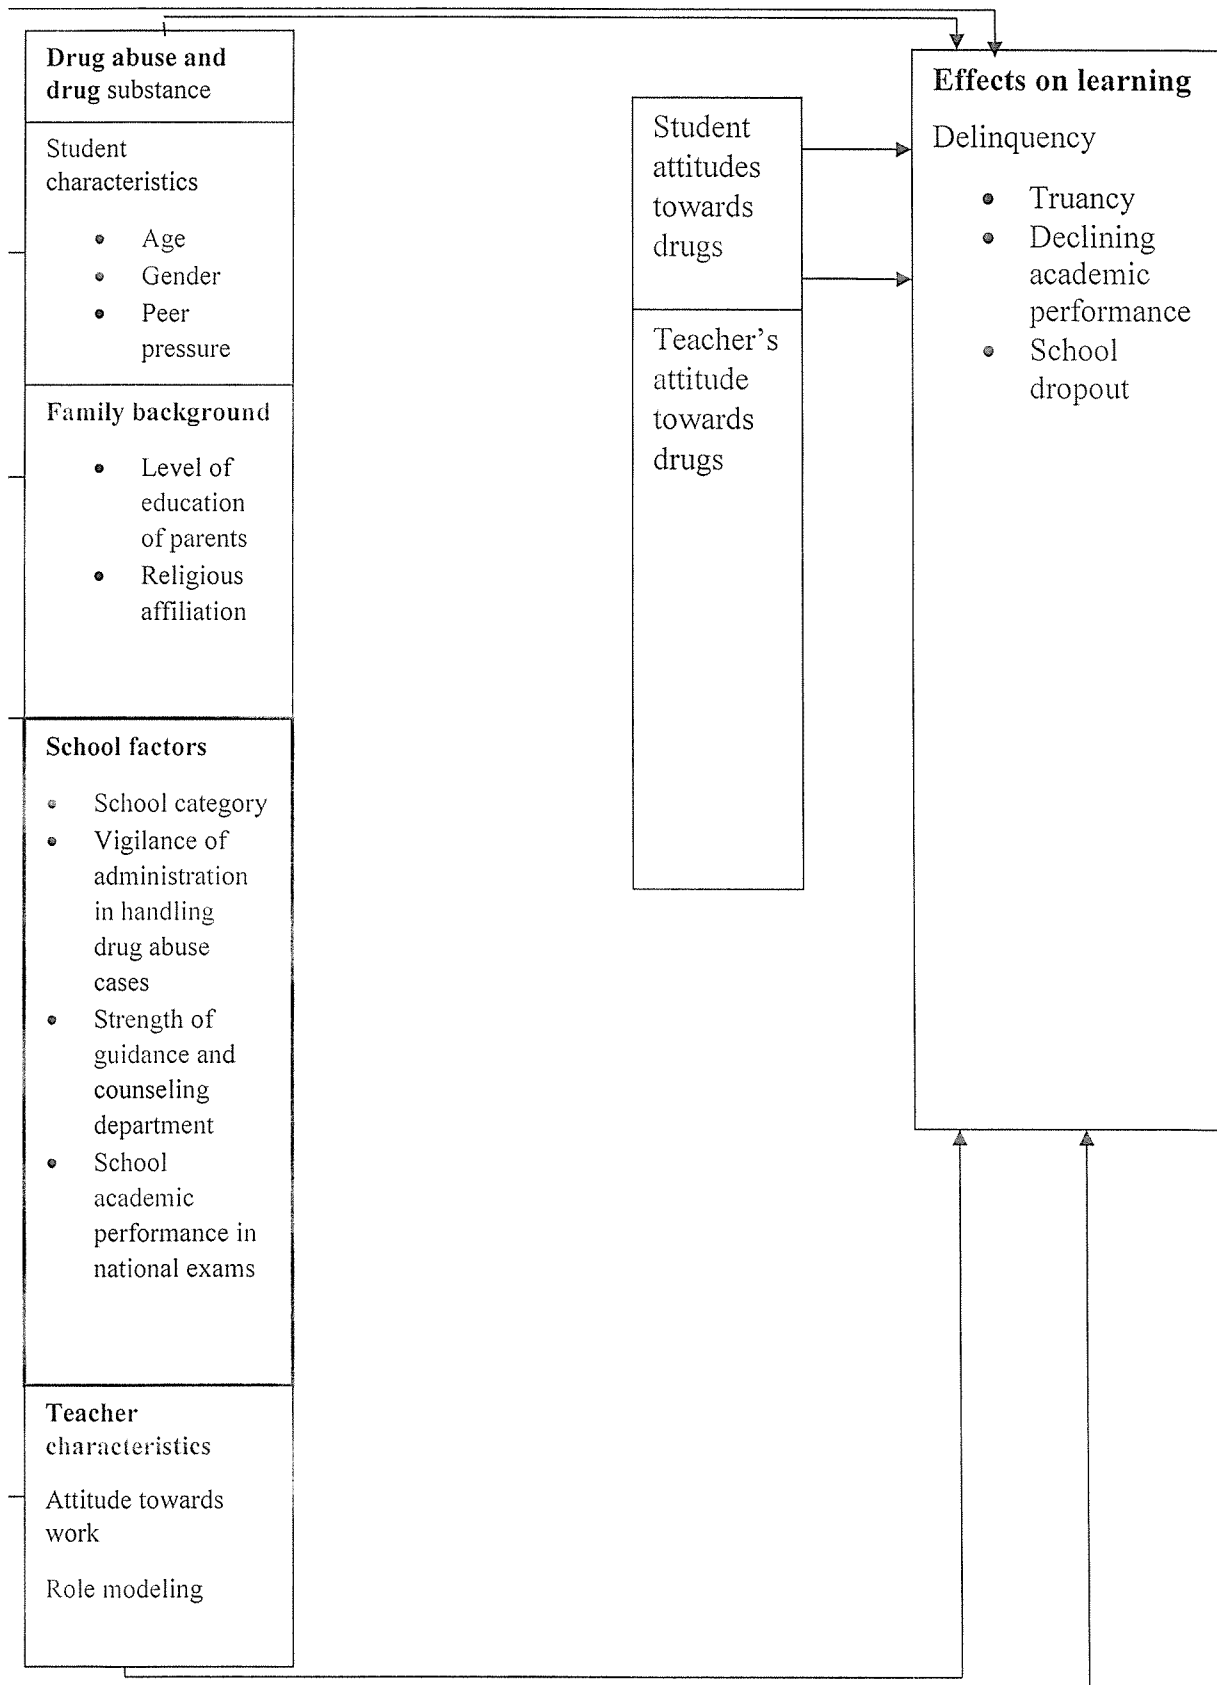 Drug abuse and
drug substance
Student
characteristics
• Age
• Gender
• Peer
pressure
Family background
• Level of
education
of parents
• Religious
affiliation
School factors
• School category
• Vigilance of
administration
in handling
drug abuse
cases
• Strength of
guidance and
counseling
department
• School
academic
performance in
national exams
Teacher
characteristics
Attitude towards
work
Role modeling
Student
attitudes
towards
drugs
Teacher’s
attitude
towards
drugs
Effects on learning
Delinquency
• Truancy
• Declining
academic
performance
• School
dropout